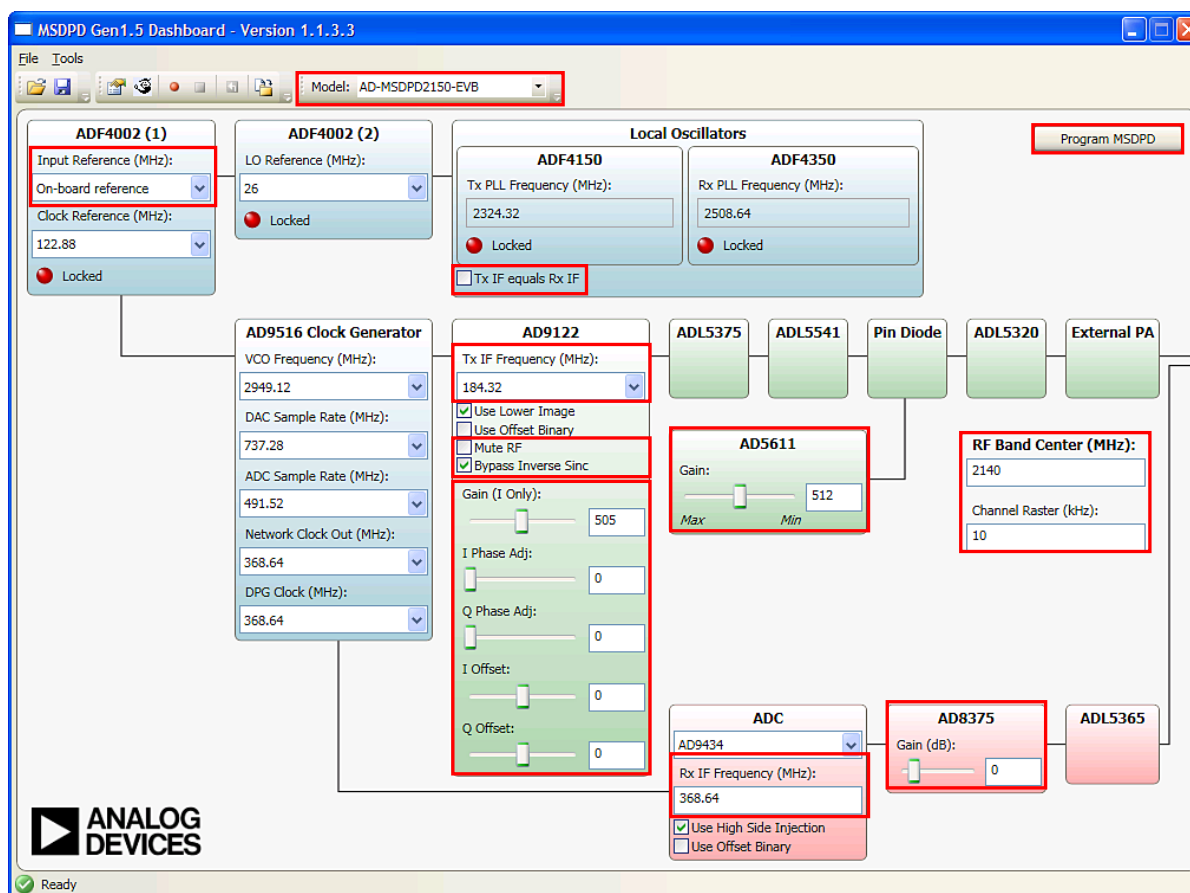 MSDPD Gen1.5 Dashboard - Version 1.1.3.3
File Tools
Model: AD-MSDPD2150-EVB
ADF4002 (1)
Input Reference (MHz):
On-board reference
Clock Reference (MHz):
122.88
Locked
ADF4002 (2)
LO Reference (MHz):
26
Locked
Local Oscillators
ADF4150
Tx PLL Frequency (MHz):
2324.32
Locked
ADF4350
Rx PLL Frequency (MHz):
2508.64
Locked
Tx IF equals Rx IF
Program MSDPD
AD9516 Clock Generator
VCO Frequency (MHz):
2949.12
DAC Sample Rate (MHz):
737.28
ADC Sample Rate (MHz):
491.52
Network Clock Out (MHz):
368.64
DPG Clock (MHz):
368.64
AD9122
Tx IF Frequency (MHz):
184.32
Use Lower Image
Use Offset Binary
Mute RF
Bypass Inverse Sinc
Gain (I Only):
505
I Phase Adj:
0
Q Phase Adj:
0
I Offset:
0
Q Offset:
0
ADL5375
ADL5541
Pin Diode
ADL5320
External PA
AD5611
Gain:
512
Max Min
RF Band Center (MHz):
2140
Channel Raster (kHz):
10
ADC
AD9434
Rx IF Frequency (MHz):
368.64
Use High Side Injection
Use Offset Binary
AD8375
Gain (dB):
0
ADL5365
ANALOG
DEVICES
Ready